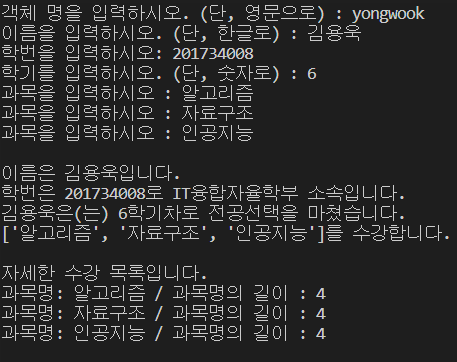 객체 명을 입력하시오. (단, 영문으로) : yongwook
이름을 입력하시오. (단, 한글로) : 김용욱
학번을 입력하시오: 201734008
학기를 입력하시오. (단, 숫자로) : 6
과목을 입력하시오 : 알고리즘
과목을 입력하시오 : 자료구조
과목을 입력하시오 : 인공지능
이름은 김용욱입니다.
학번은 201734008로 IT융합자율학부 소속입니다.
김용욱은(는) 6학기차로 전공선택을 마쳤습니다.
['알고리즘', '자료구조', '인공지능']를 수강합니다.
자세한 수강 목록입니다.
과목명: 알고리즘 / 과목명의 길이 : 4
과목명: 자료구조 / 과목명의 길이 : 4
과목명: 인공지능 / 과목명의 길이 : 4